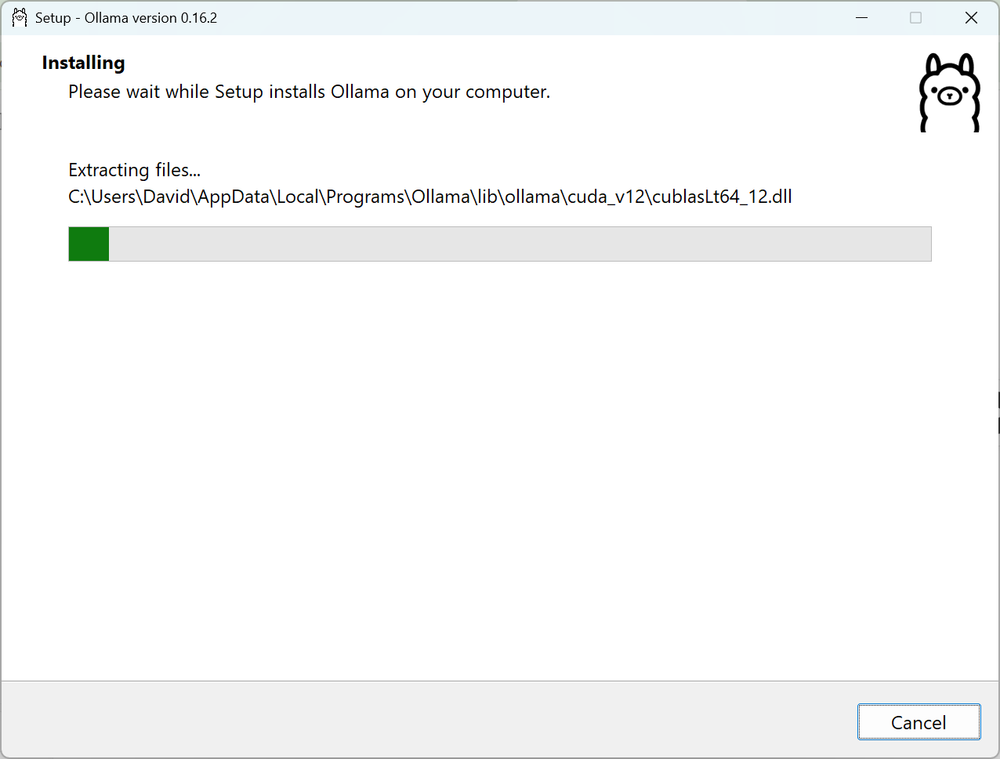 Setup - Ollama version 0.16.2
Installing
Please wait while Setup installs Ollama on your computer.
Extracting files...
C:\Users\David\AppData\Local\Programs\Ollama\lib\ollama\cuda_v12\cublasLt64_12.dll
Cancel